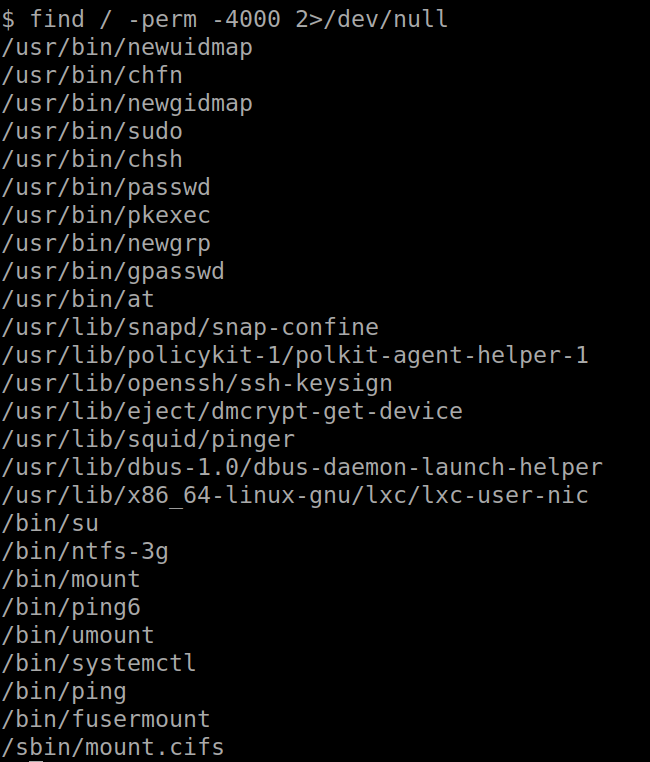 $ find / -perm -4000 2>/dev/null
/usr/bin/newuidmap
/usr/bin/chfn
/usr/bin/newgidmap
/usr/bin/sudo
/usr/bin/chsh
/usr/bin/passwd
/usr/bin/pkexec
/usr/bin/newgrp
/usr/bin/gpasswd
/usr/bin/at
/usr/lib/snapd/snap-confine
/usr/lib/policykit-1/polkit-agent-helper-1
/usr/lib/openssh/ssh-keysign
/usr/lib/eject/dmcrypt-get-device
/usr/lib/squid/pinger
/usr/lib/dbus-1.0/dbus-daemon-launch-helper
/usr/lib/x86_64-linux-gnu/lxc/lxc-user-nic
/bin/su
/bin/ntfs-3g
/bin/mount
/bin/ping6
/bin/umount
/bin/systemctl
/bin/ping
/bin/fusermount
/sbin/mount.cifs